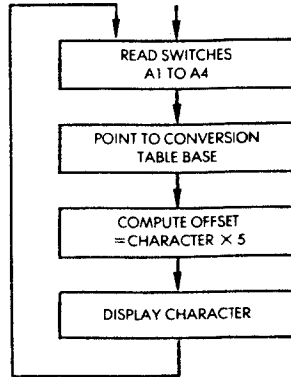 READ SWITCHES
A1 TO A4
POINT TO CONVERSION
TABLE BASE
COMPUTE OFFSET
=CHARACTER × 5
DISPLAY CHARACTER